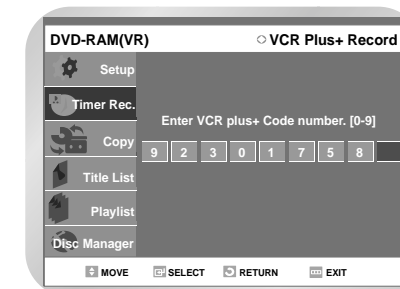 DVD-RAM(VR) VCR Plus+ Record
Setup
Timer Rec.
Enter VCR plus+ Code number. [0-9]
Copy
9 2 3 0 1 7 5 8
Title List
Playlist
Disc Manager
MOVE SELECT RETURN EXIT